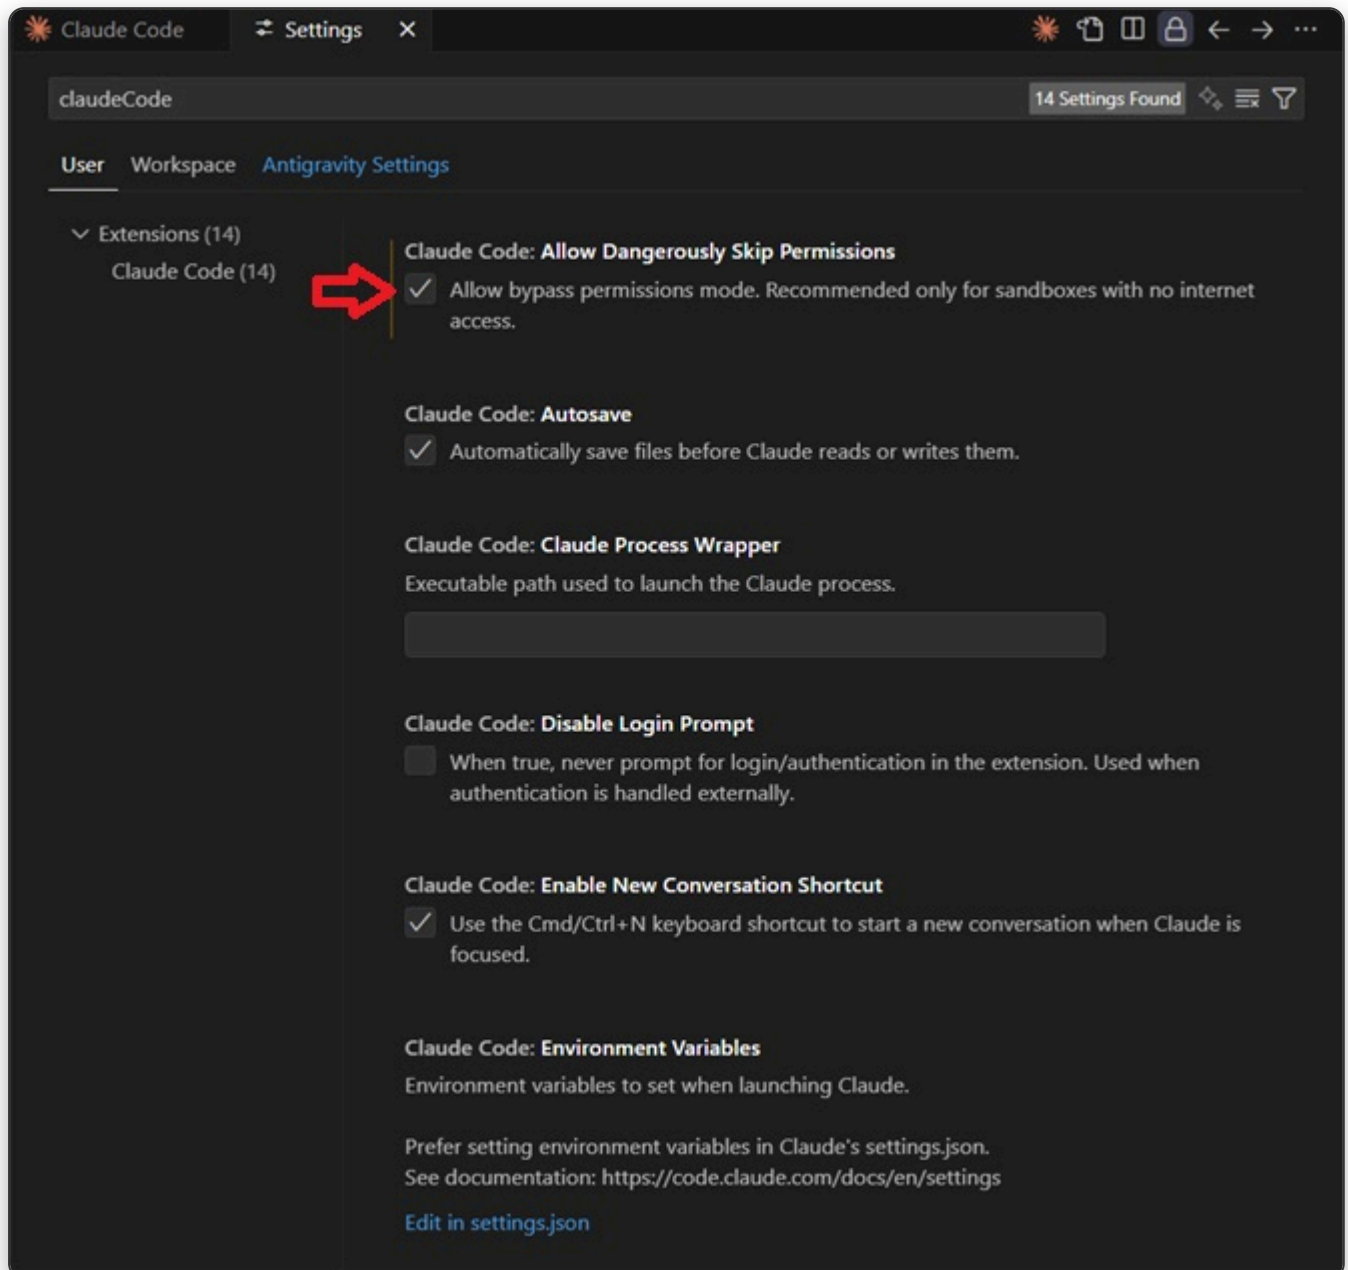 Claude Code
Settings
claudeCode
14 Settings Found
User Workspace Antigravity Settings
Extensions (14)
Claude Code (14)
Claude Code: Allow Dangerously Skip Permissions
Allow bypass permissions mode. Recommended only for sandboxes with no internet
access.
Claude Code: Autosave
Automatically save files before Claude reads or writes them.
Claude Code: Claude Process Wrapper
Executable path used to launch the Claude process.
Claude Code: Disable Login Prompt
When true, never prompt for login/authentication in the extension. Used when
authentication is handled externally.
Claude Code: Enable New Conversation Shortcut
Use the Cmd/Ctrl+N keyboard shortcut to start a new conversation when Claude is
focused.
Claude Code: Environment Variables
Environment variables to set when launching Claude.
Prefer setting environment variables in Claude's settings.json.
See documentation: https://code.claude.com/docs/en/settings
Edit in settings.json